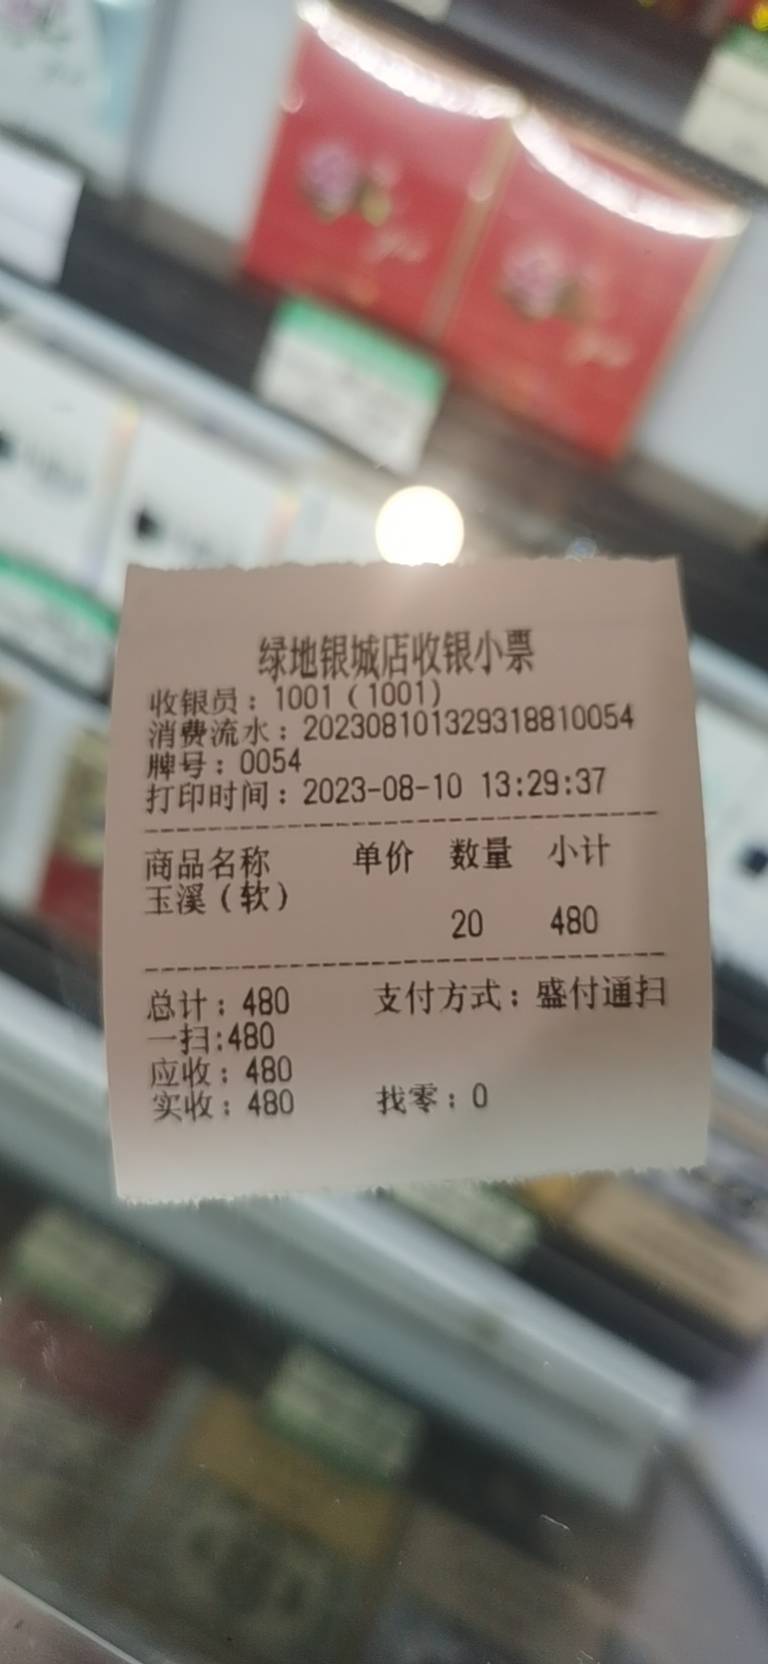 绿地银城店收银小票
收银员：1001（1001）
消费流水：202308101329318810054
牌号：0054
打印时间：2023-08-10 13:29:37
商品名称 单价 数量 小计
玉溪（软）
20 480
总计：480 支付方式：盛付通扫
一扫:480
应收：480
实收：480 找零：0